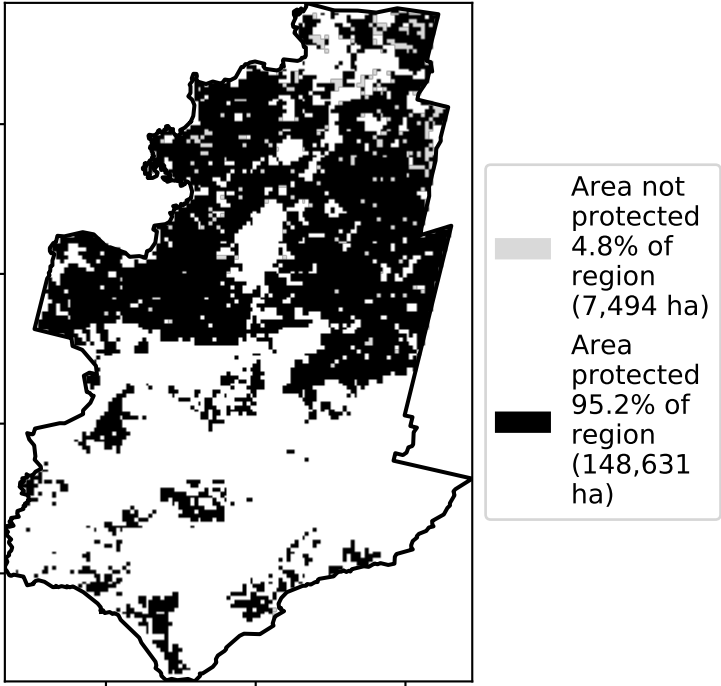 Area not
protected
4.8% of
region
(7,494 ha)
Area
protected
95.2% of
region
(148,631
ha)